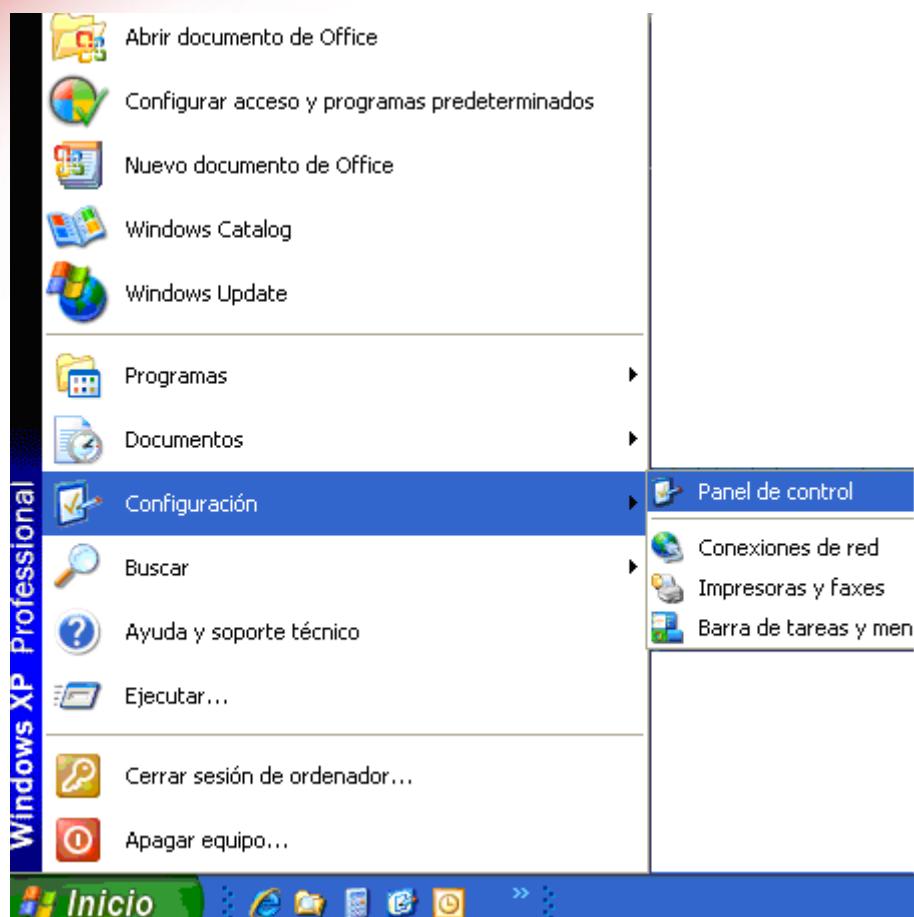 Abrir documento de Office
Configurar acceso y programas predeterminados
Nuevo documento de Office
Windows Catalog
Windows Update
Programas
Documentos
Configuración
Buscar
Ayuda y soporte técnico
Ejecutar...
Cerrar sesión de ordenador...
Apagar equipo...
Panel de control
Conexiones de red
Impresoras y faxes
Barra de tareas y men
Windows XP Professional
Inicio